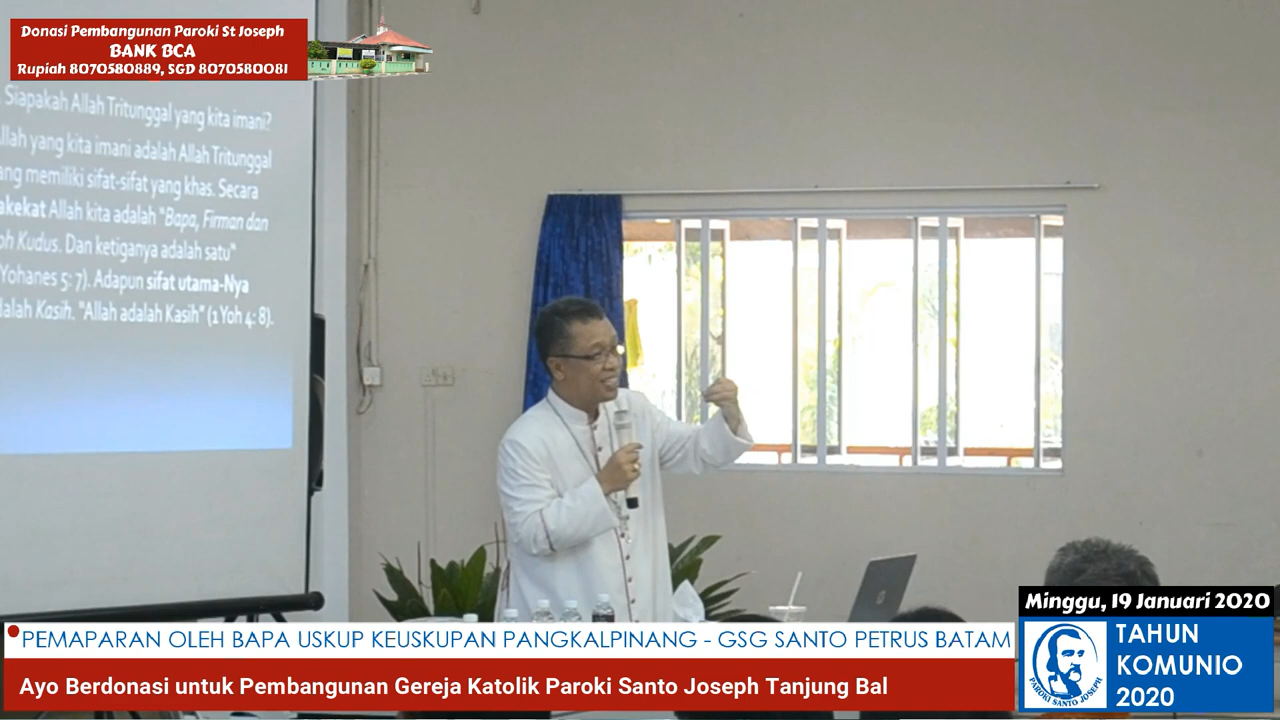 Donasi Pembangunan Paroki St Joseph
BANK BCA
Rupiah 8070580889, SGD 8070580081
Siapakah Allah Tritunggal yang kita imani?
llah yang kita imani adalah Allah Tritunggal
ang memiliki sifat-sifat yang khas. Secara
akekat Allah kita adalah "Bapa, Firman dan
oh Kudus. Dan ketiganya adalah satu"
Yohanes 5: 7). Adapun sifat utama-Nya
dalah Kasih. "Allah adalah Kasih" (1 Yoh 4: 8).
Minggu, 19 Januari 2020
PEMAPARAN OLEH BAPA USKUP KEUSKUPAN PANGKALPINANG - GSG SANTO PETRUS BATAM
Ayo Berdonasi untuk Pembangunan Gereja Katolik Paroki Santo Joseph Tanjung Bal
PAROKI SANTO JOSEPH
TAHUN
KOMUNIO
2020